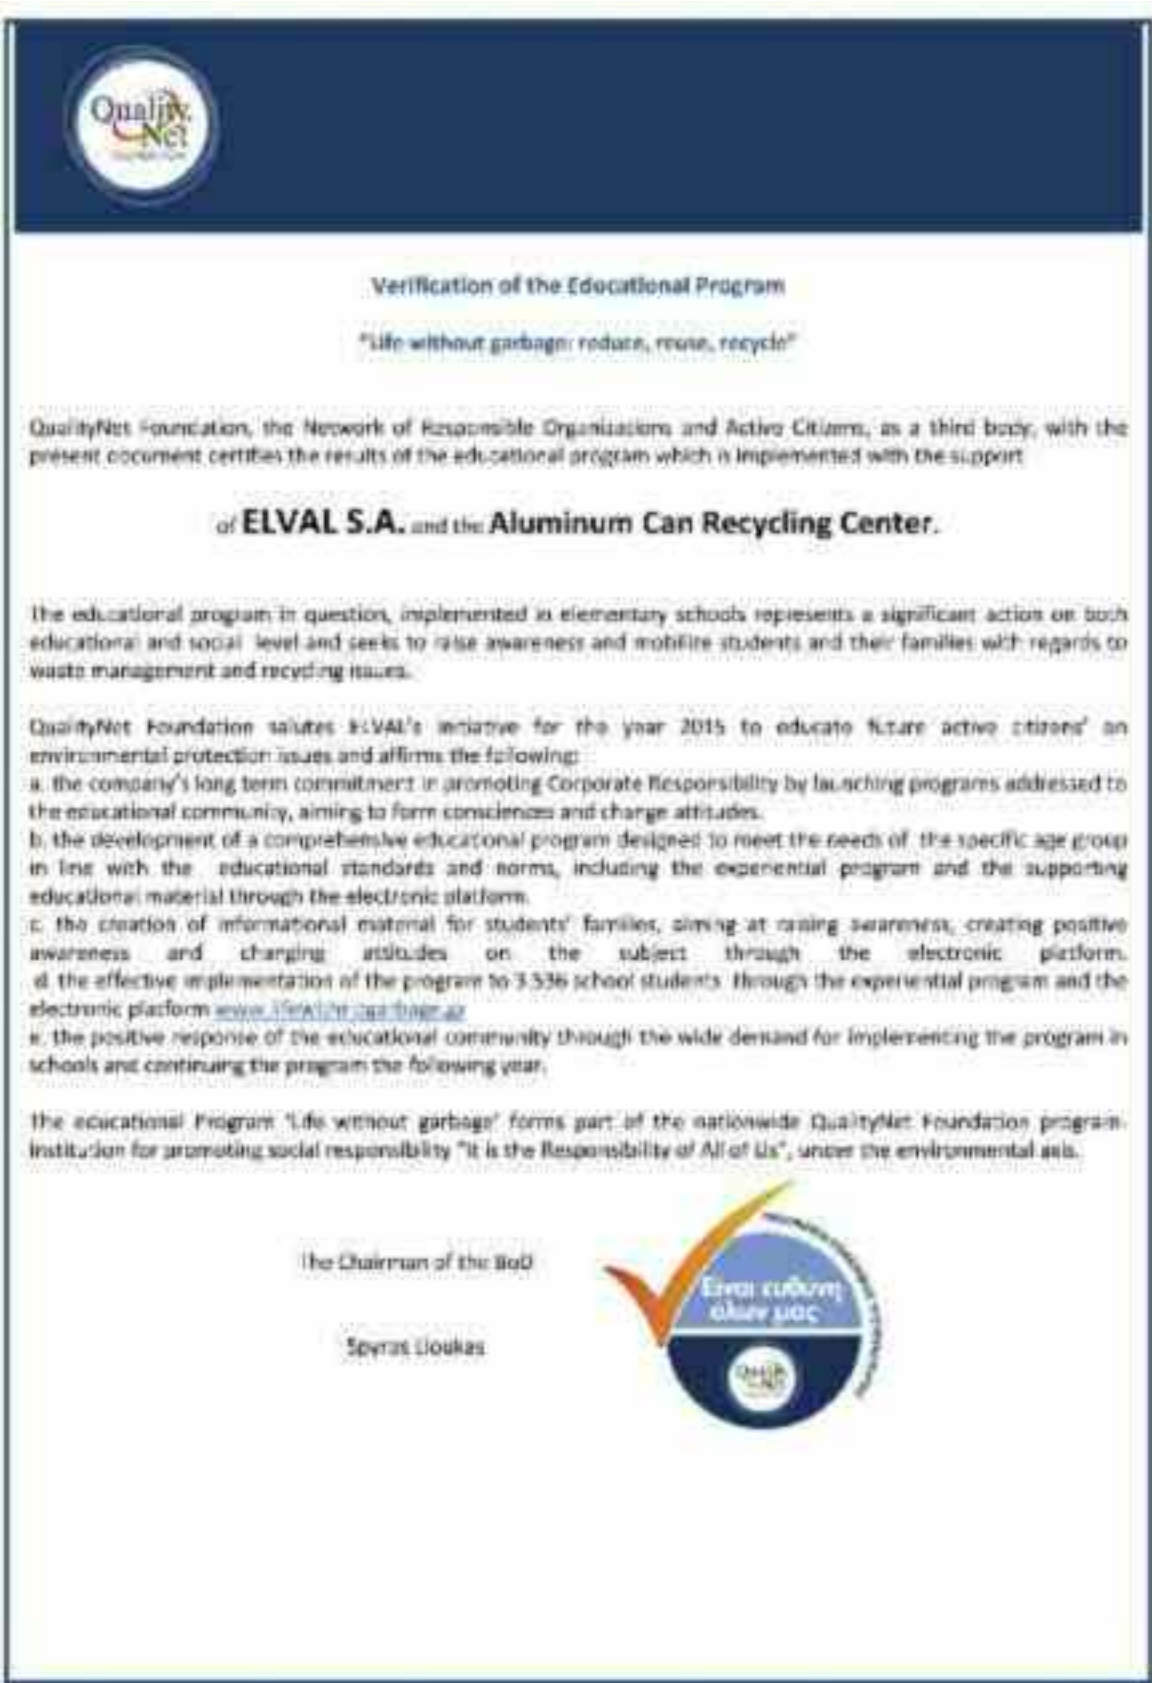 Quality
Net
Verification of the Educational Program
"Life without garbage: reduce, reuse, recycle"
QualityNet Foundation, the Network of Responsible Organizations and Active Citizens, as a third body, with the
present document certifies the results of the educational program which is implemented with the support
of ELVAL S.A. and the Aluminum Can Recycling Center.
The educational program in question, implemented in elementary schools represents a significant action on both
educational and social level and seeks to raise awareness and mobilize students and their families with regards to
waste management and recycling issues.
QualityNet Foundation salutes ELVAL's initiative for the year 2015 to educate future active citizens' on
environmental protection issues and affirms the following:
a. the company's long term commitment in promoting Corporate Responsibility by launching programs addressed to
the educational community, aiming to form consciences and change attitudes.
b. the development of a comprehensive educational program designed to meet the needs of the specific age group
in line with the educational standards and norms, including the experiential program and the supporting
educational material through the electronic platform.
c. the creation of informational material for students' families, aiming at raising awareness, creating positive
awareness and changing attitudes on the subject through the electronic platform.
d. the effective implementation of the program to 3.536 school students through the experiential program and the
electronic platform
e. the positive response of the educational community through the wide demand for implementing the program in
schools and continuing the program the following year.
The educational Program 'Life without garbage' forms part of the nationwide QualityNet Foundation program-
institution for promoting social responsibility "It is the Responsibility of All of Us", under the environmental axis.
The Chairman of the BoD
Spyros Lioukas
Είναι ευθύνη
όλων μας
Quality
Net